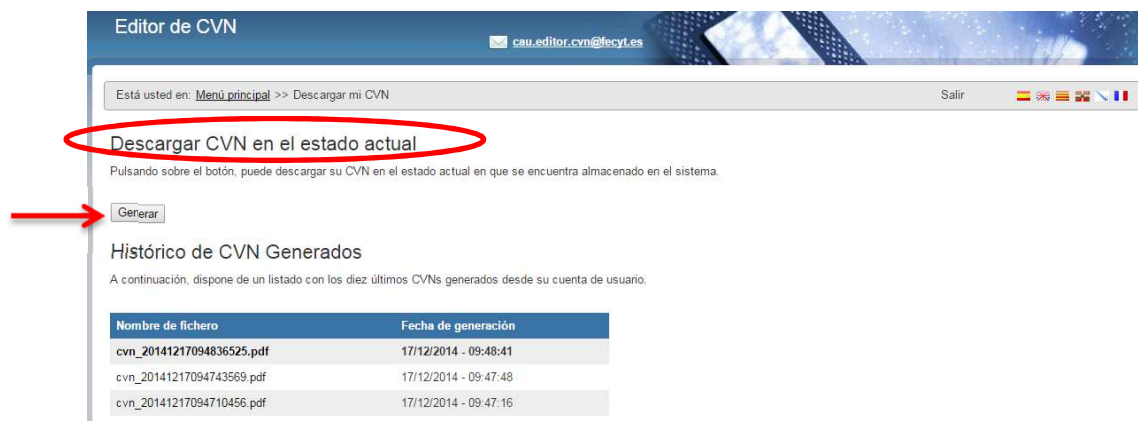 Editor de CVN
cau.editor.cvn@fecyt.es
Está usted en: Menú principal >> Descargar mi CVN
Salir
Descargar CVN en el estado actual
Pulsando sobre el botón, puede descargar su CVN en el estado actual en que se encuentra almacenado en el sistema.
Generar
Histórico de CVN Generados
A continuación, dispone de un listado con los diez últimos CVNs generados desde su cuenta de usuario.
Nombre de fichero Fecha de generación
cvn_20141217094836525.pdf 17/12/2014 - 09:48:41
cvn_20141217094743569.pdf 17/12/2014 - 09:47:48
cvn_20141217094710456.pdf 17/12/2014 - 09:47:16